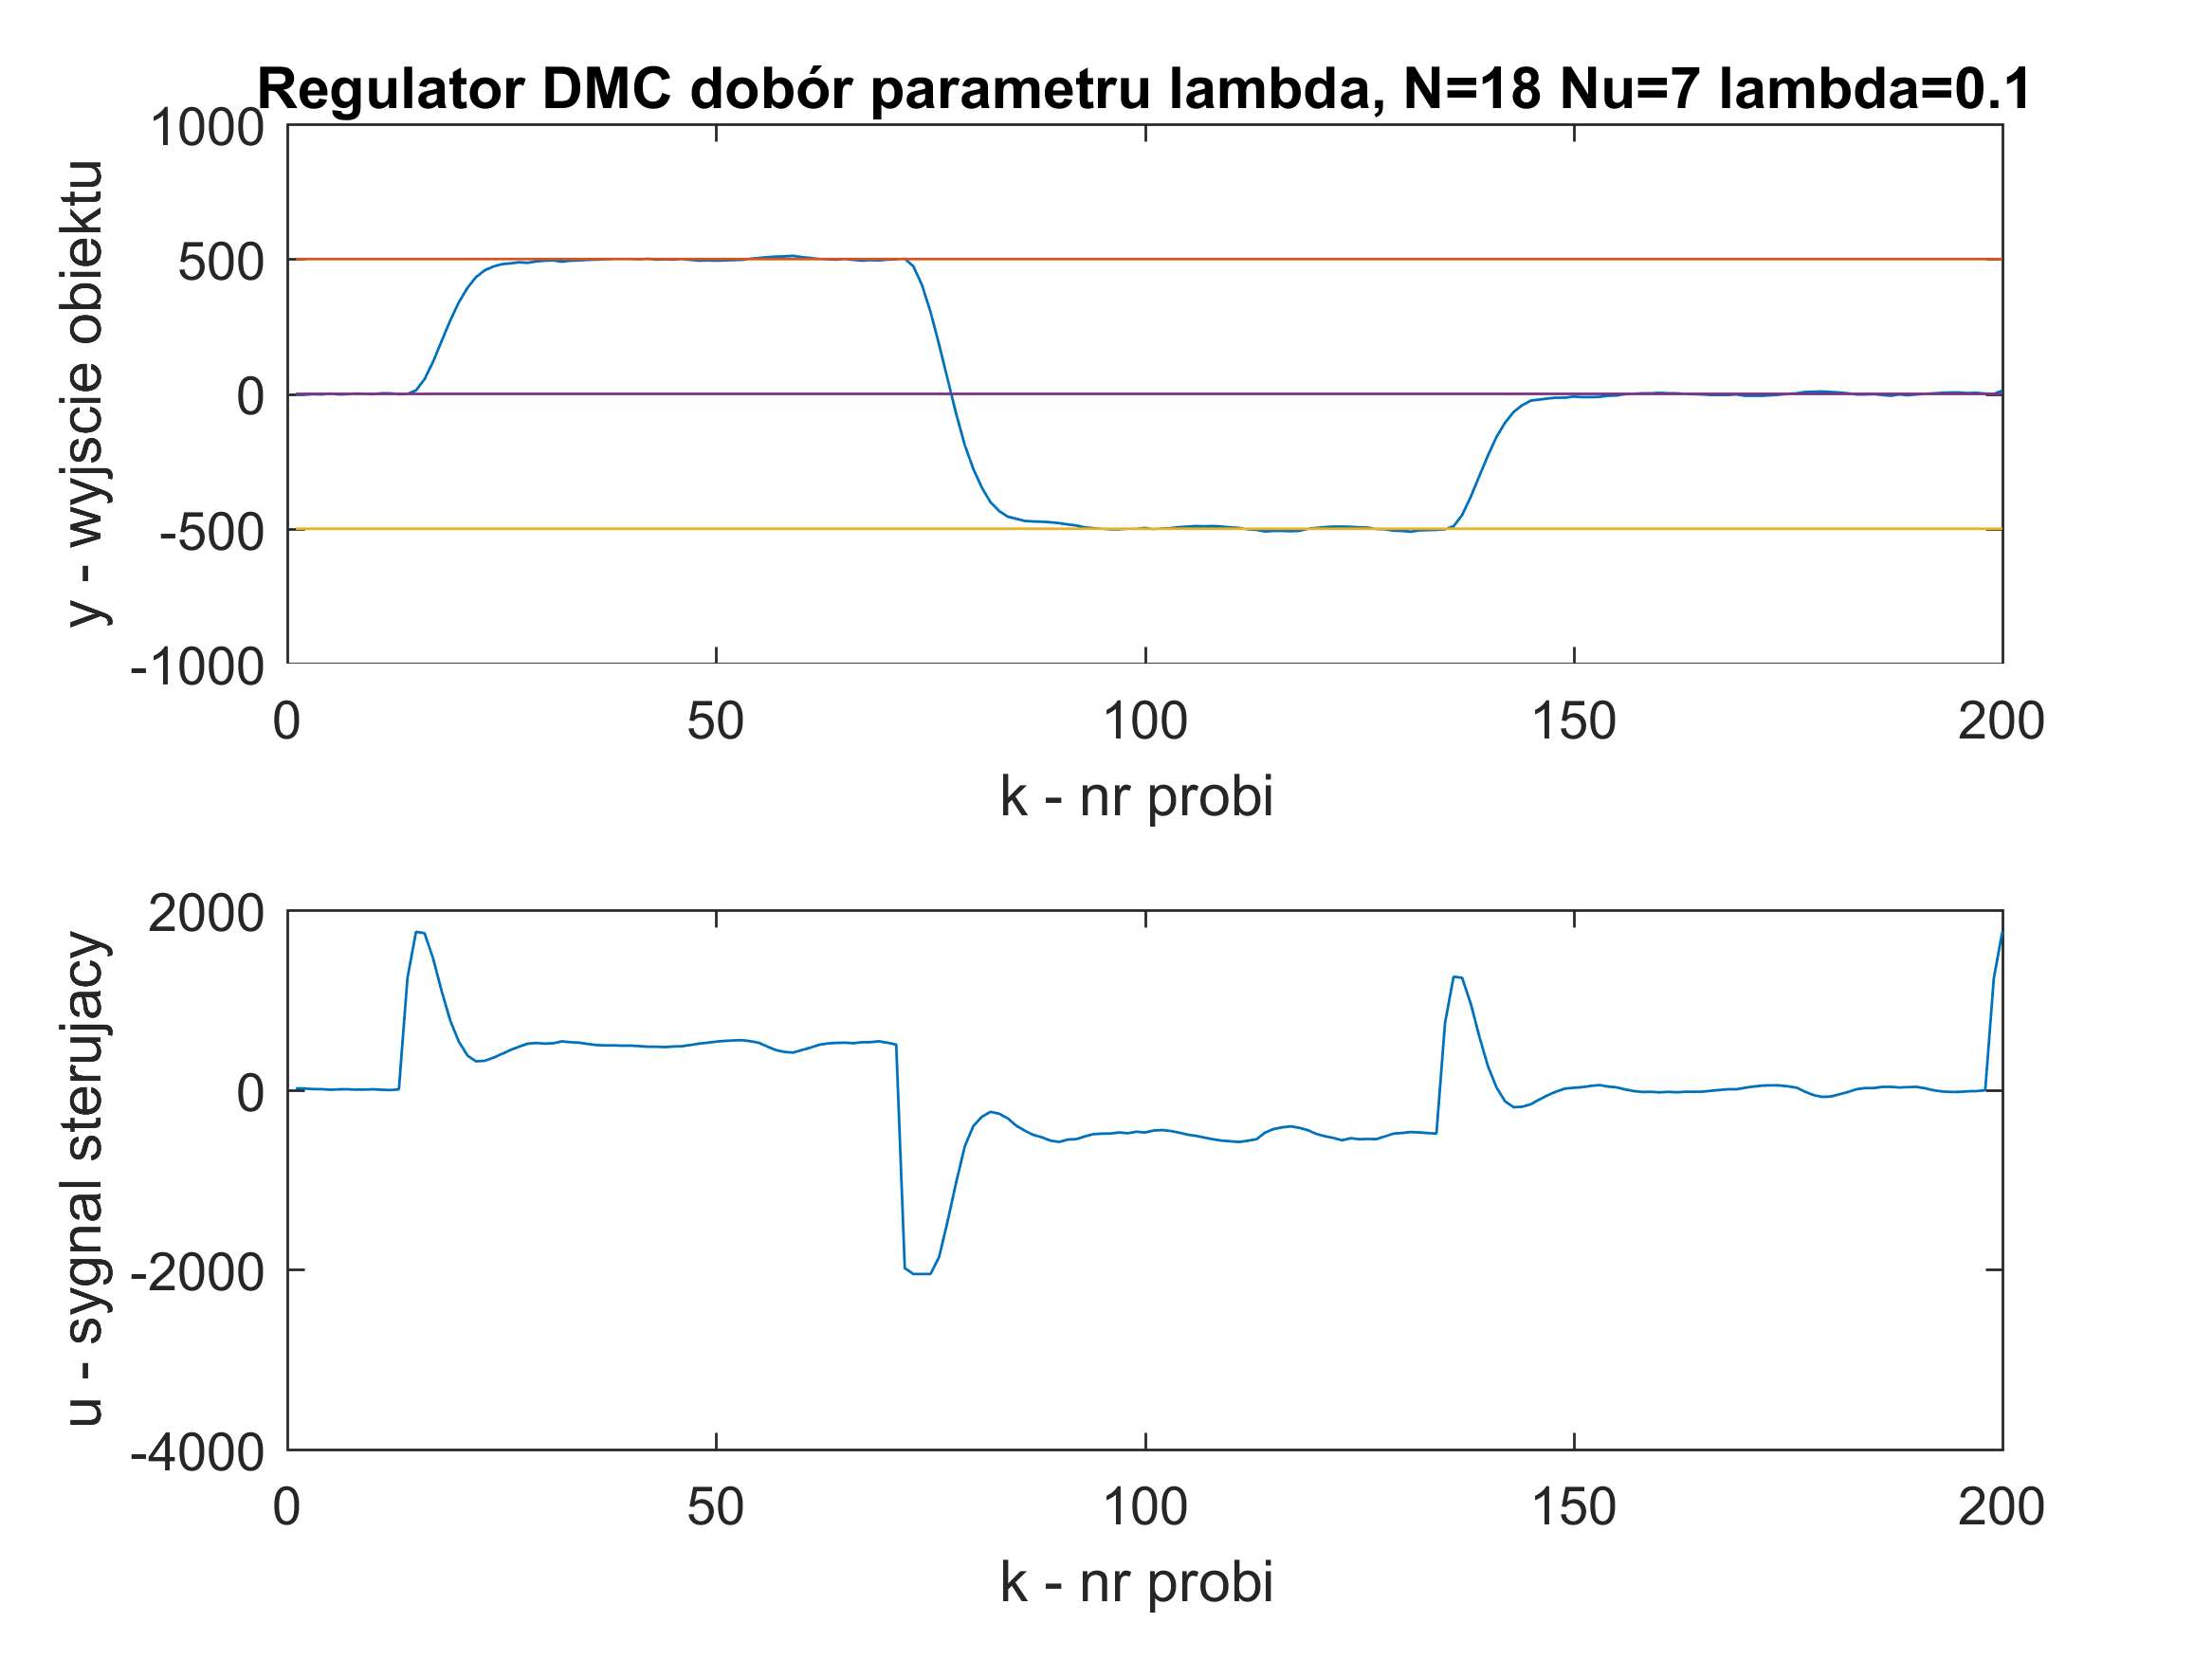 Regulator DMC dobór parametru lambda, N=18 Nu=7 lambda=0.1
1000
500
0
-500
-1000
y - wyjscie obiektu
0 50 100 150 200
k - nr probi
2000
0
-2000
-4000
u - sygnal sterujacy
0 50 100 150 200
k - nr probi